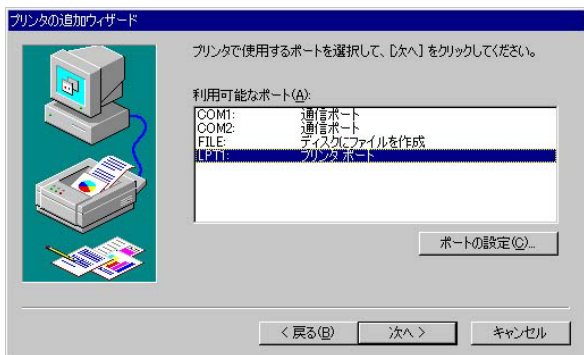 プリンタの追加ウィザード
プリンタで使用するポートを選択して、[次へ] をクリックしてください。
利用可能なポート(A):
COM1: 通信ポート
COM2: 通信ポート
FILE: ディスクにファイルを作成
LPT1: プリンタ ポート
ポートの設定(C)...
< 戻る(B) 次へ > キャンセル